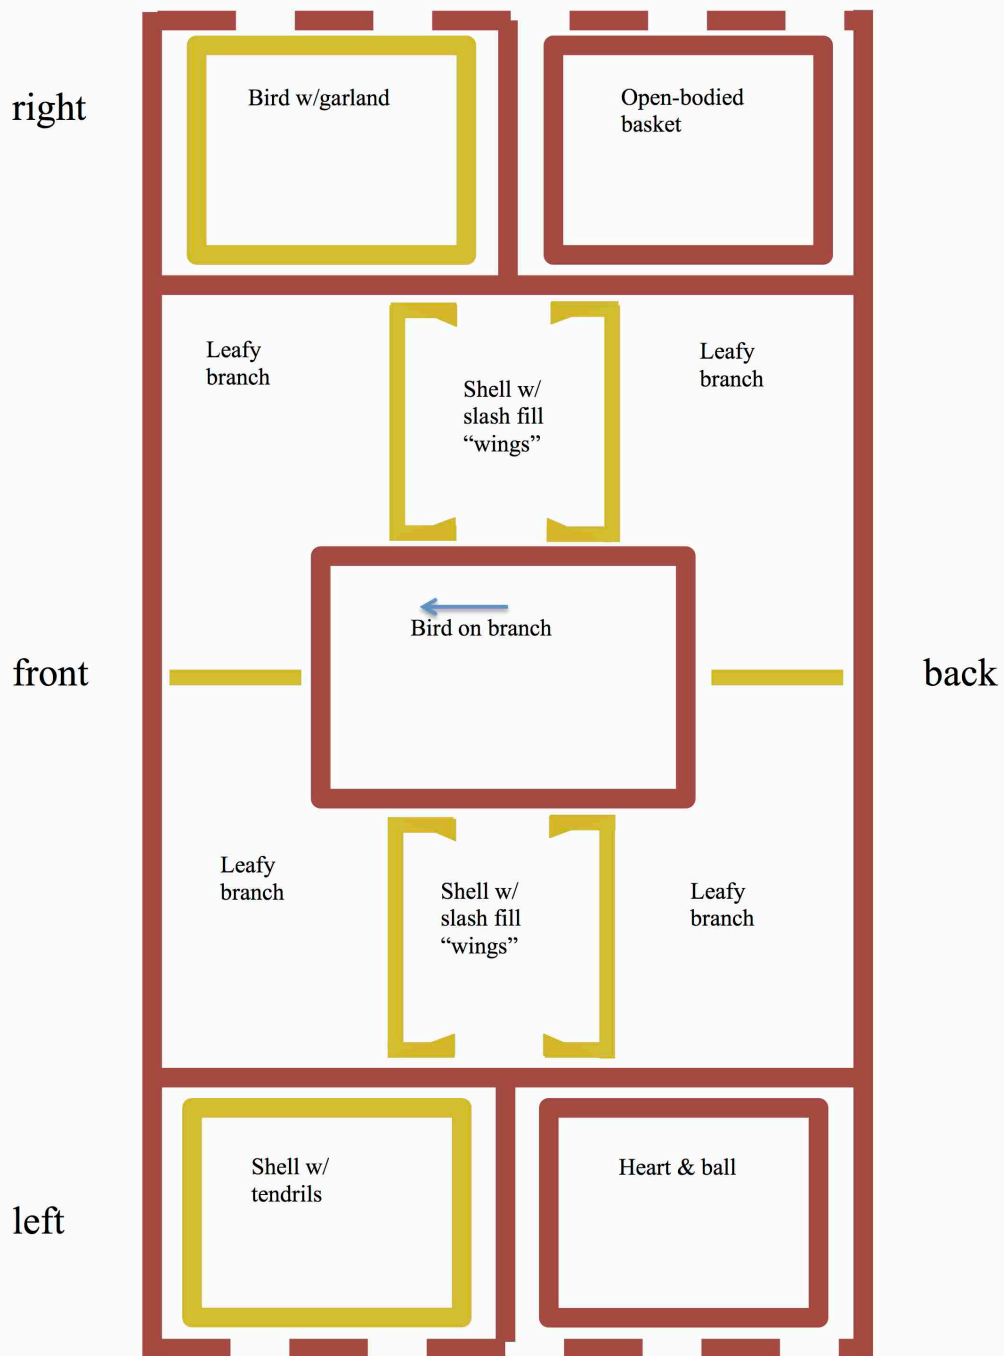 right
Bird w/garland
Open-bodied
basket
Leafy
branch
Shell w/
slash fill
“wings”
Leafy
branch
Bird on branch
front
back
Leafy
branch
Shell w/
slash fill
“wings”
Leafy
branch
left
Shell w/
tendrils
Heart & ball